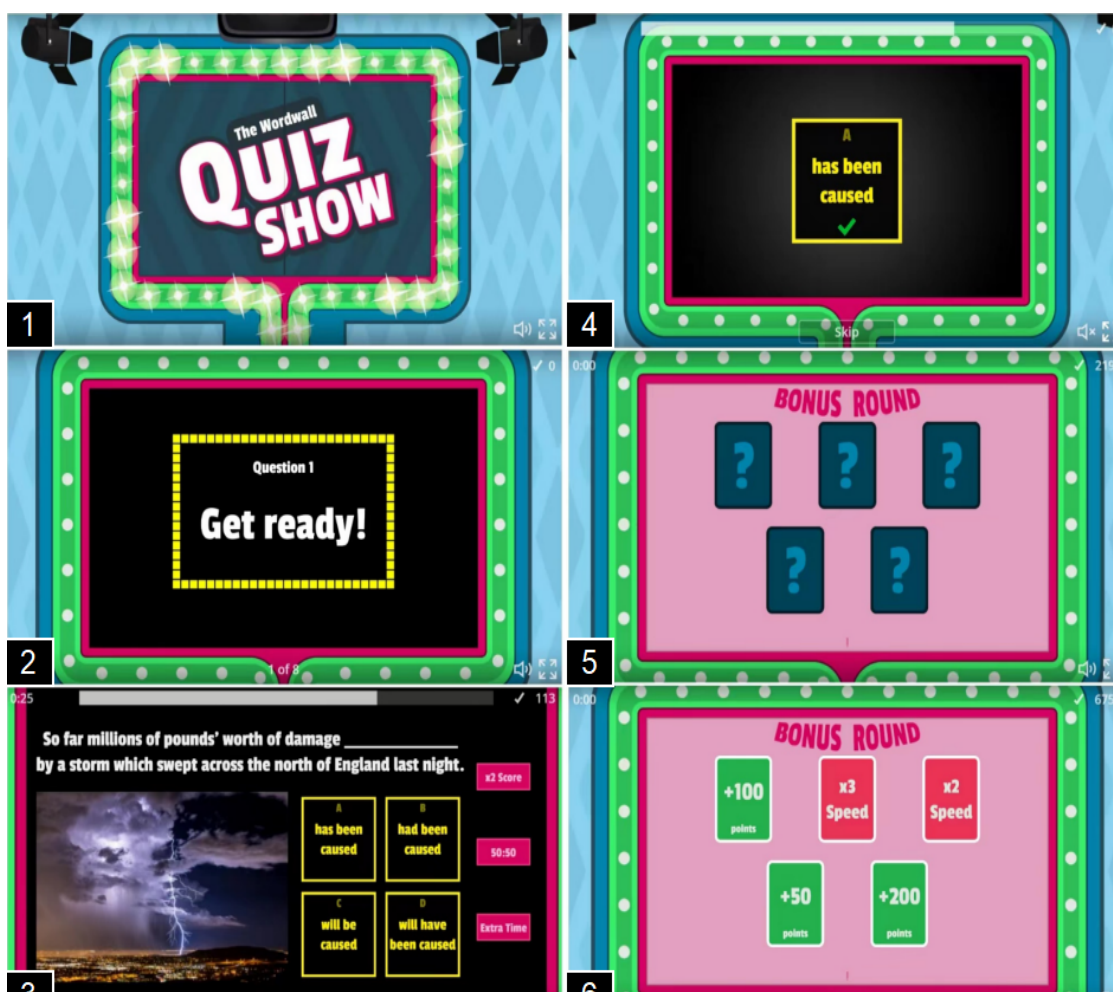 The Wordwall
QUIZ
SHOW
1
0
Question 1
Get ready!
1 of 8
2
0:25
113
So far millions of pounds' worth of damage ____________
by a storm which swept across the north of England last night.
x2 Score
A
has been
caused
B
had been
caused
50:50
C
will be
caused
D
will have
been caused
Extra Time
3
A
has been
caused
Skip
4
0:00
219
BONUS ROUND
?
?
?
?
?
5
0:00
675
BONUS ROUND
+100
points
x3
Speed
x2
Speed
+50
points
+200
points
6